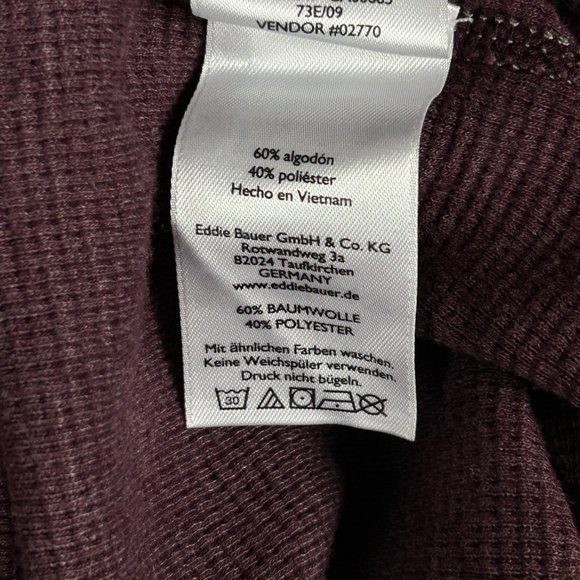 73E/09
VENDOR #02770
60% algodón
40% poliéster
Hecho en Vietnam
Eddie Bauer GmbH & Co. KG
Rotwandweg 3a
82024 Taufkirchen
GERMANY
www.eddiebauer.de
60% BAUMWOLLE
40% POLYESTER
Mit ähnlichen Farben waschen.
Keine Weichspüler verwenden.
Druck nicht bügeln.
30